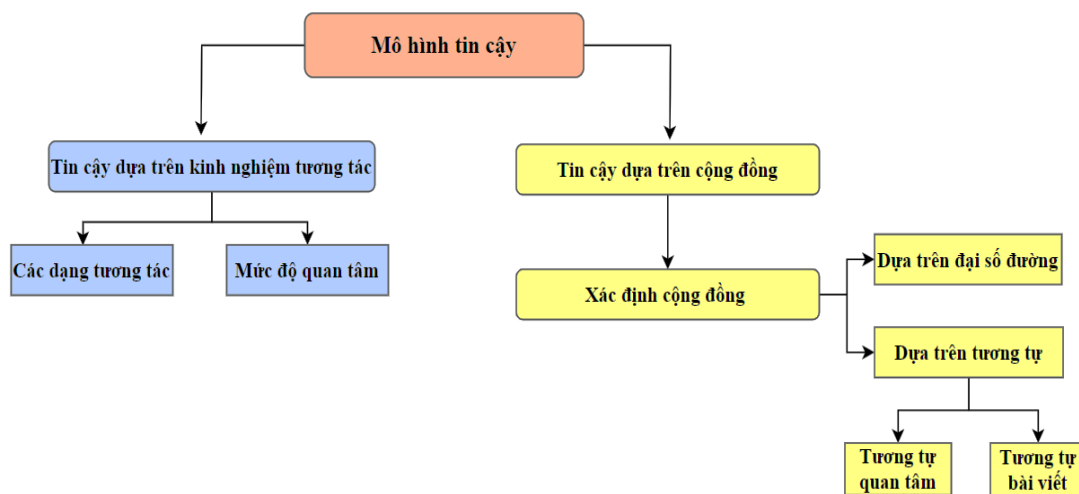 Mô hình tin cậy
Tin cậy dựa trên kinh nghiệm tương tác
Tin cậy dựa trên cộng đồng
Các dạng tương tác
Mức độ quan tâm
Xác định cộng đồng
Dựa trên đại số đường
Dựa trên tương tự
Tương tự
quan tâm
Tương tự
bài viết